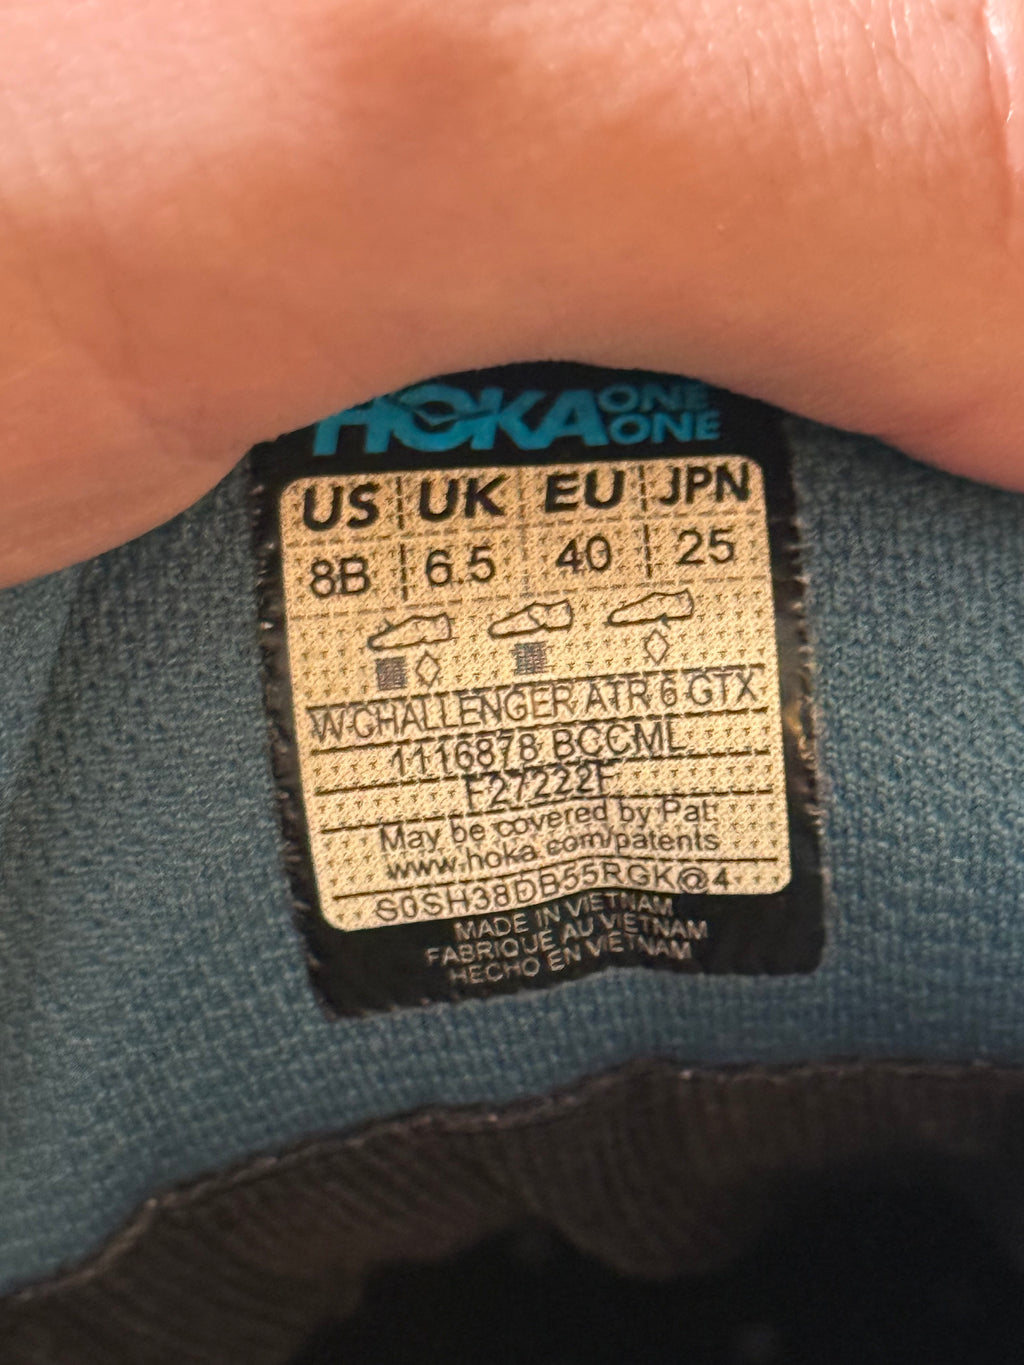 HOKA ONE ONE
US UK EU JPN
8B 6.5 40 25
W CHALLENGER ATR 6 GTX
1116878 BCCML
F27222F
May be covered by Pat:
www.hoka.com/patents
S0SH38DB55RGK@4
MADE IN VIETNAM
FABRIQUÉ AU VIETNAM
HECHO EN VIETNAM